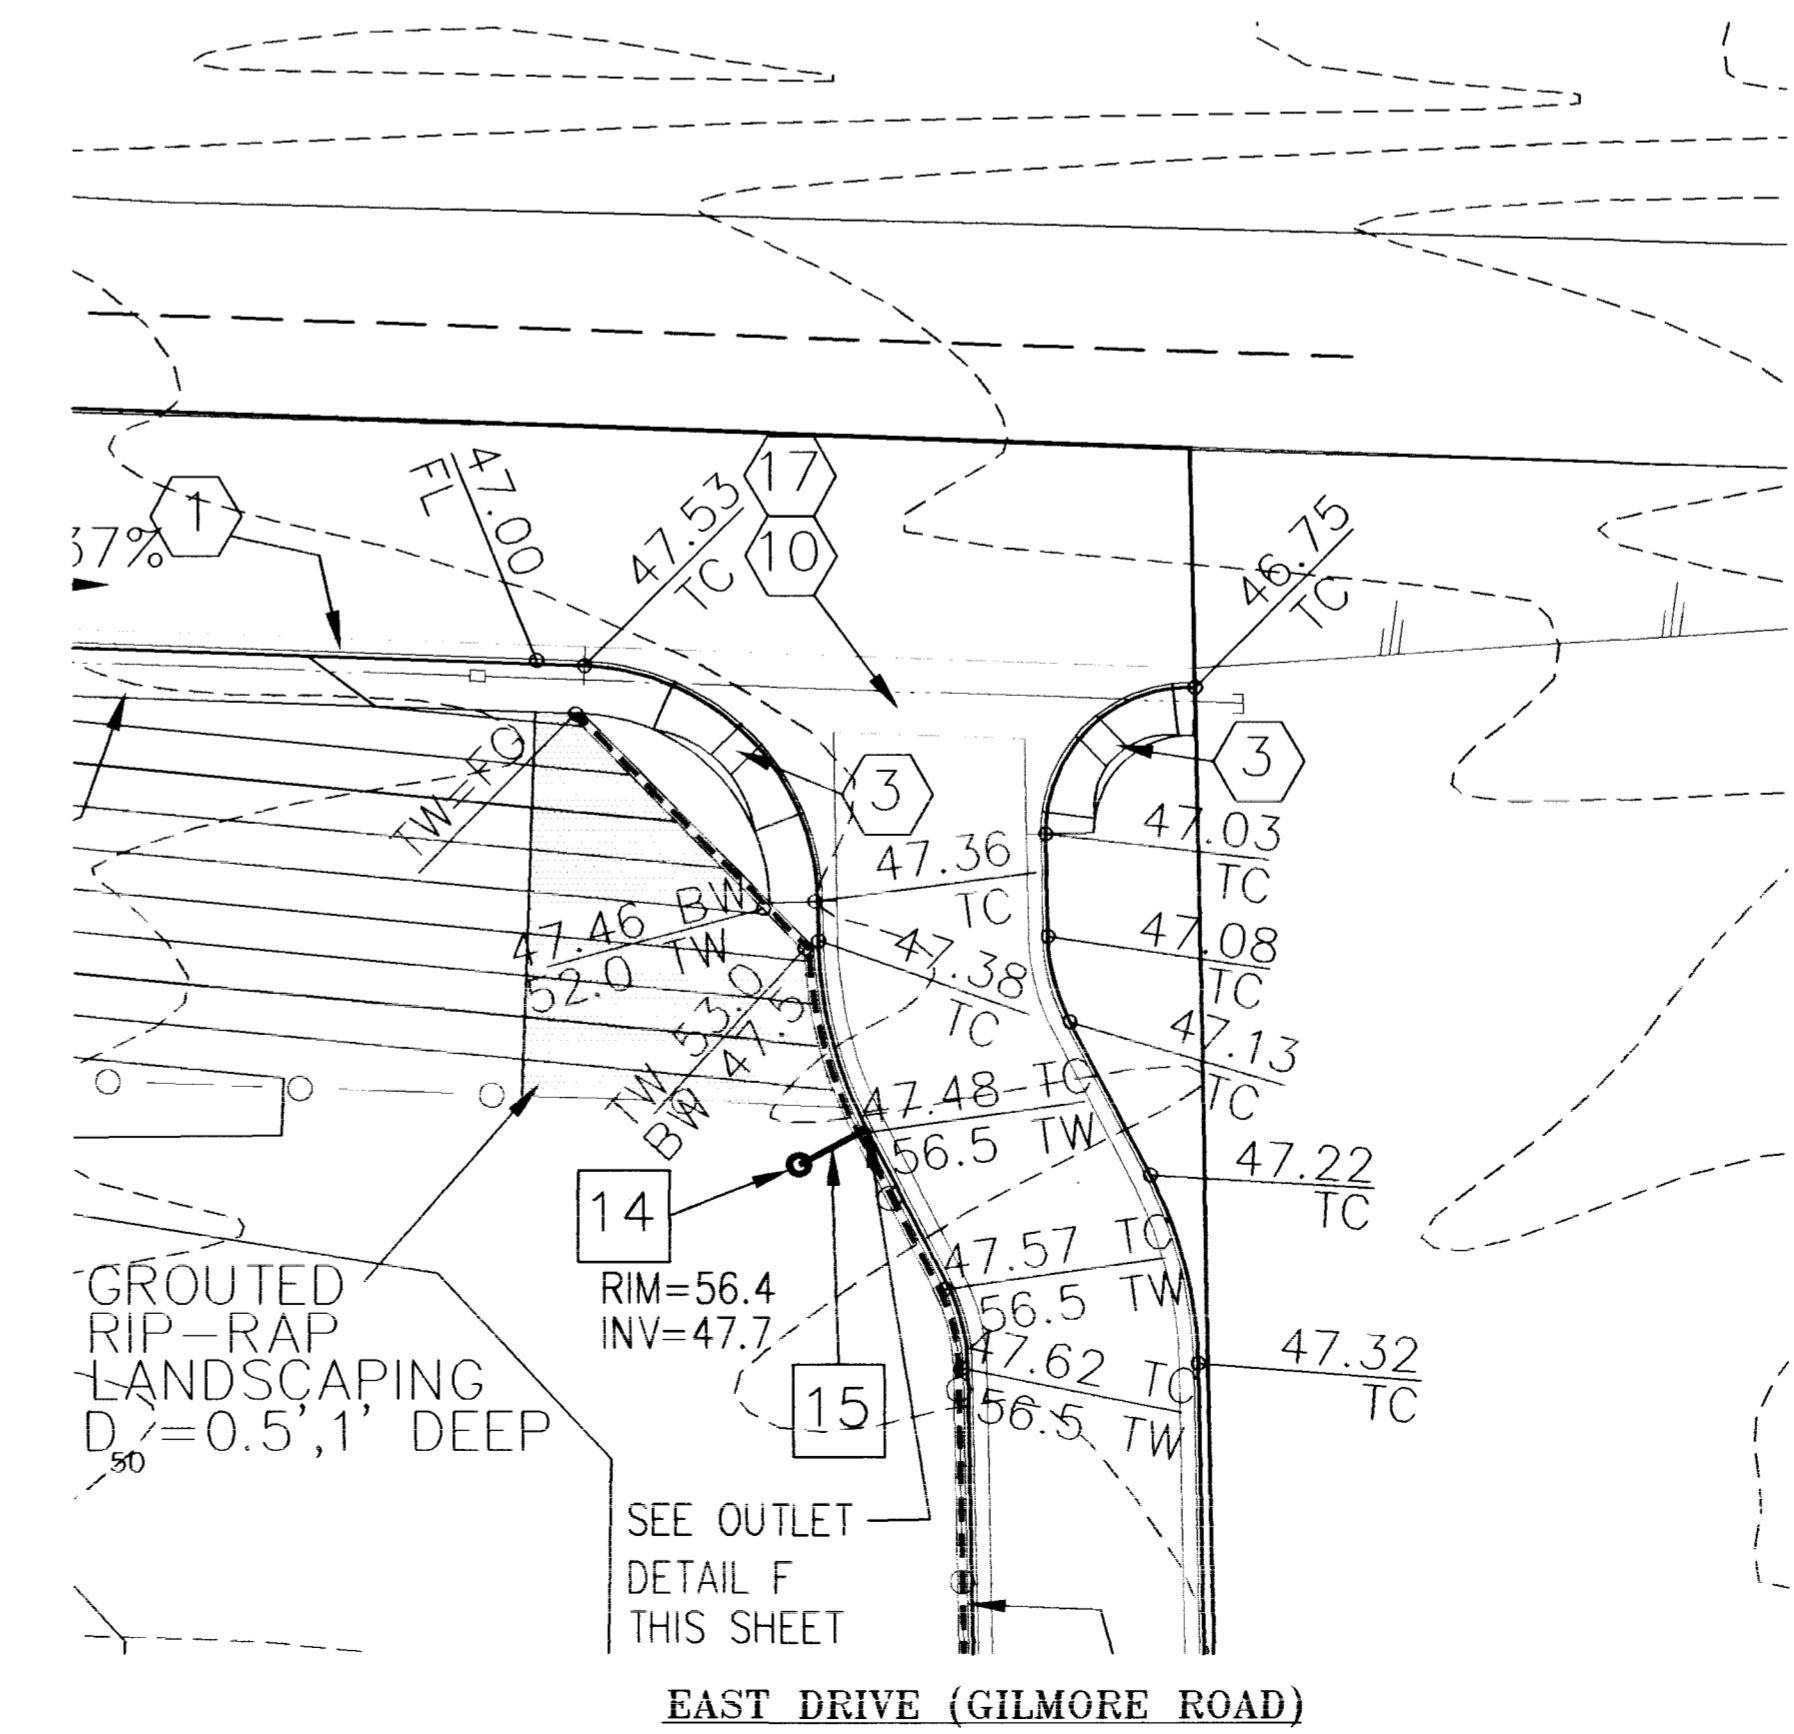 47.00
FL
17
1
47.53
TC
37%
10
46.75
TC
TW=FG
3
3
47.03
TC
47.36
TC
47.46 BW
52.0 TW
47.08
TC
47.38
TC
TW 53.0
BW 47.5
47.13
TC
47.48 TC
56.5 TW
47.22
TC
14
RIM=56.4
INV=47.7
47.57 TC
56.5 TW
GROUTED
RIP-RAP
LANDSCAPING
D50=0.5',1' DEEP
47.62 TC
56.5 TW
47.32
TC
15
SEE OUTLET
DETAIL F
THIS SHEET
EAST DRIVE (GILMORE ROAD)